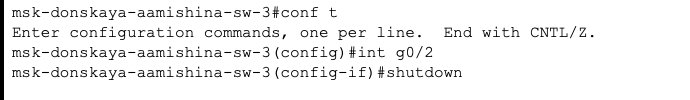 msk-donskaya-aamishina-sw-3#conf t
Enter configuration commands, one per line.  End with CNTL/Z.
msk-donskaya-aamishina-sw-3(config)#int g0/2
msk-donskaya-aamishina-sw-3(config-if)#shutdown